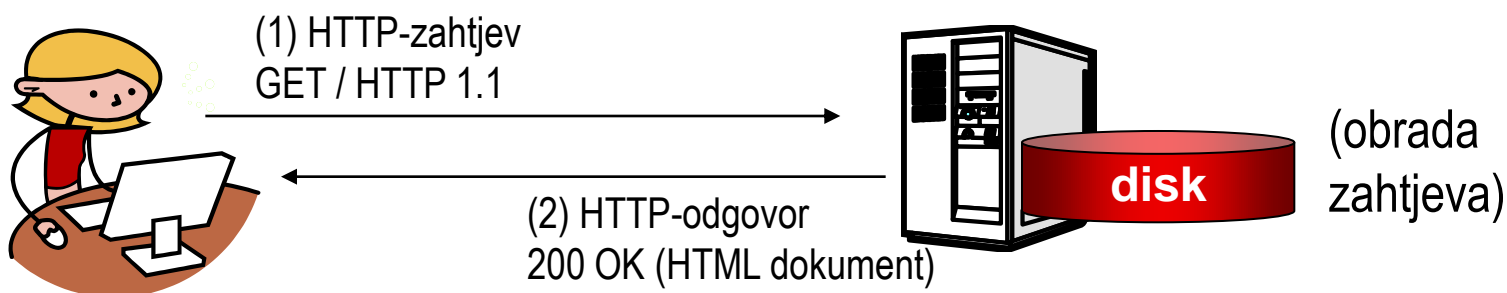 (1) HTTP-zahtjev
GET / HTTP 1.1
(2) HTTP-odgovor
200 OK (HTML dokument)
disk
(obrada
zahtjeva)